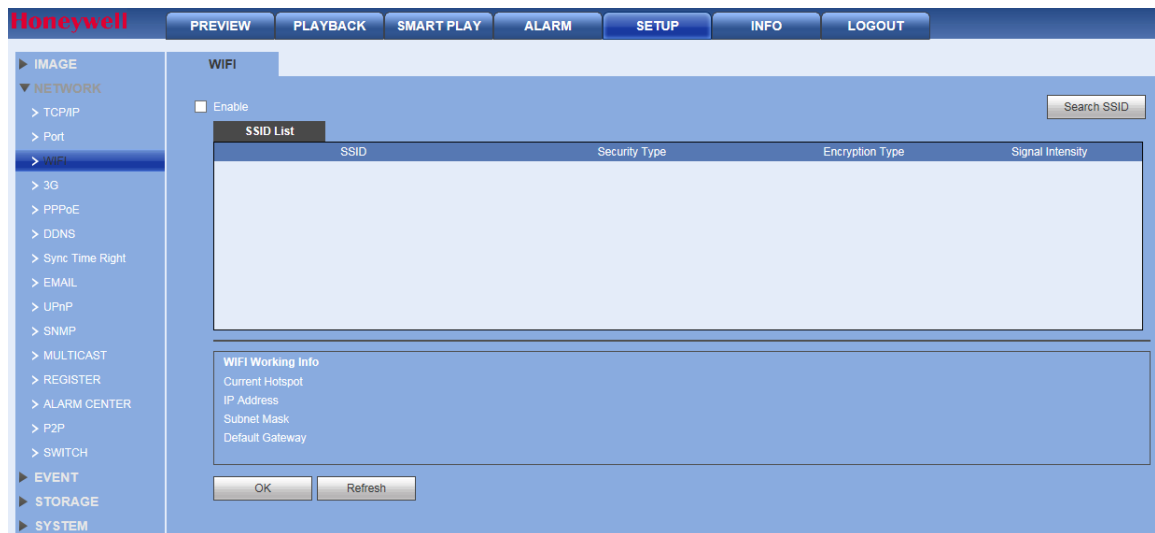 Honeywell
PREVIEW PLAYBACK SMART PLAY ALARM SETUP INFO LOGOUT
IMAGE
NETWORK
> TCP/IP
> Port
> WIFI
> 3G
> PPPoE
> DDNS
> Sync Time Right
> EMAIL
> UPnP
> SNMP
> MULTICAST
> REGISTER
> ALARM CENTER
> P2P
> SWITCH
EVENT
STORAGE
SYSTEM
WIFI
Enable
Search SSID
SSID List
SSID Security Type Encryption Type Signal Intensity
WIFI Working Info
Current Hotspot
IP Address
Subnet Mask
Default Gateway
OK Refresh